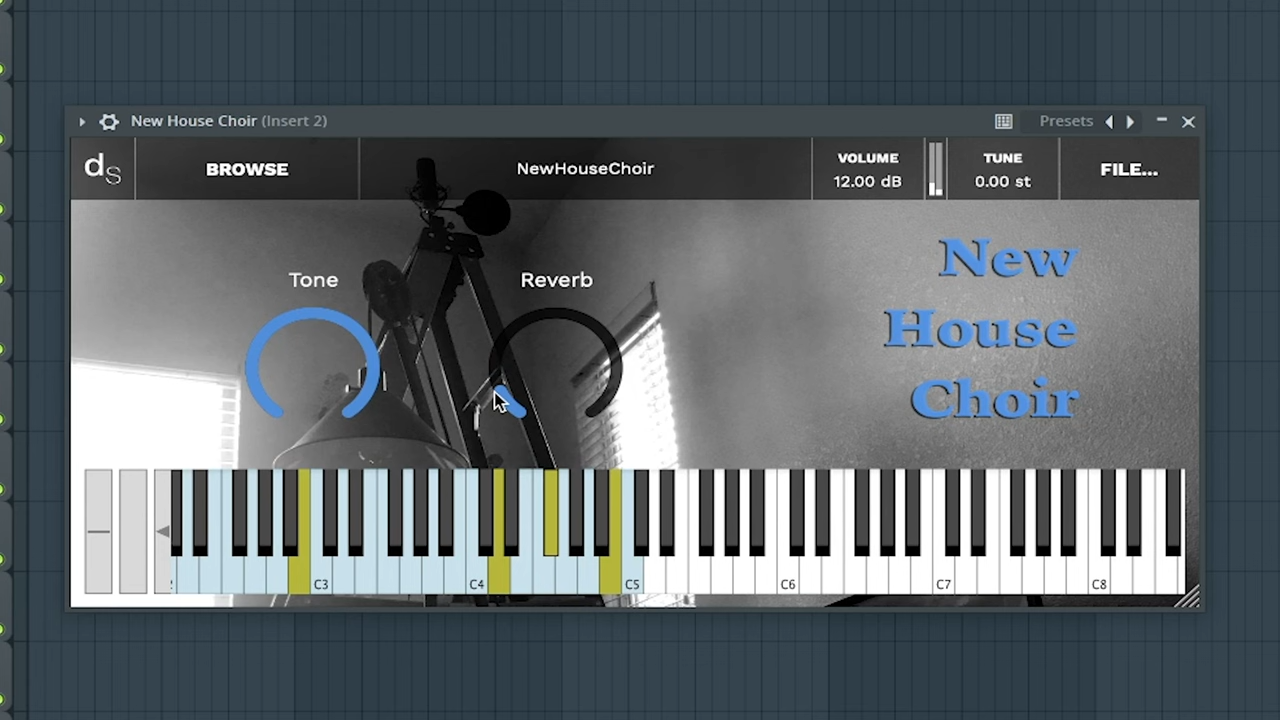 New House Choir (Insert 2)
Presets
ds
BROWSE
NewHouseChoir
VOLUME
12.00 dB
TUNE
0.00 st
FILE...
Tone
Reverb
New
House
Choir
C3
C4
C5
C6
C7
C8